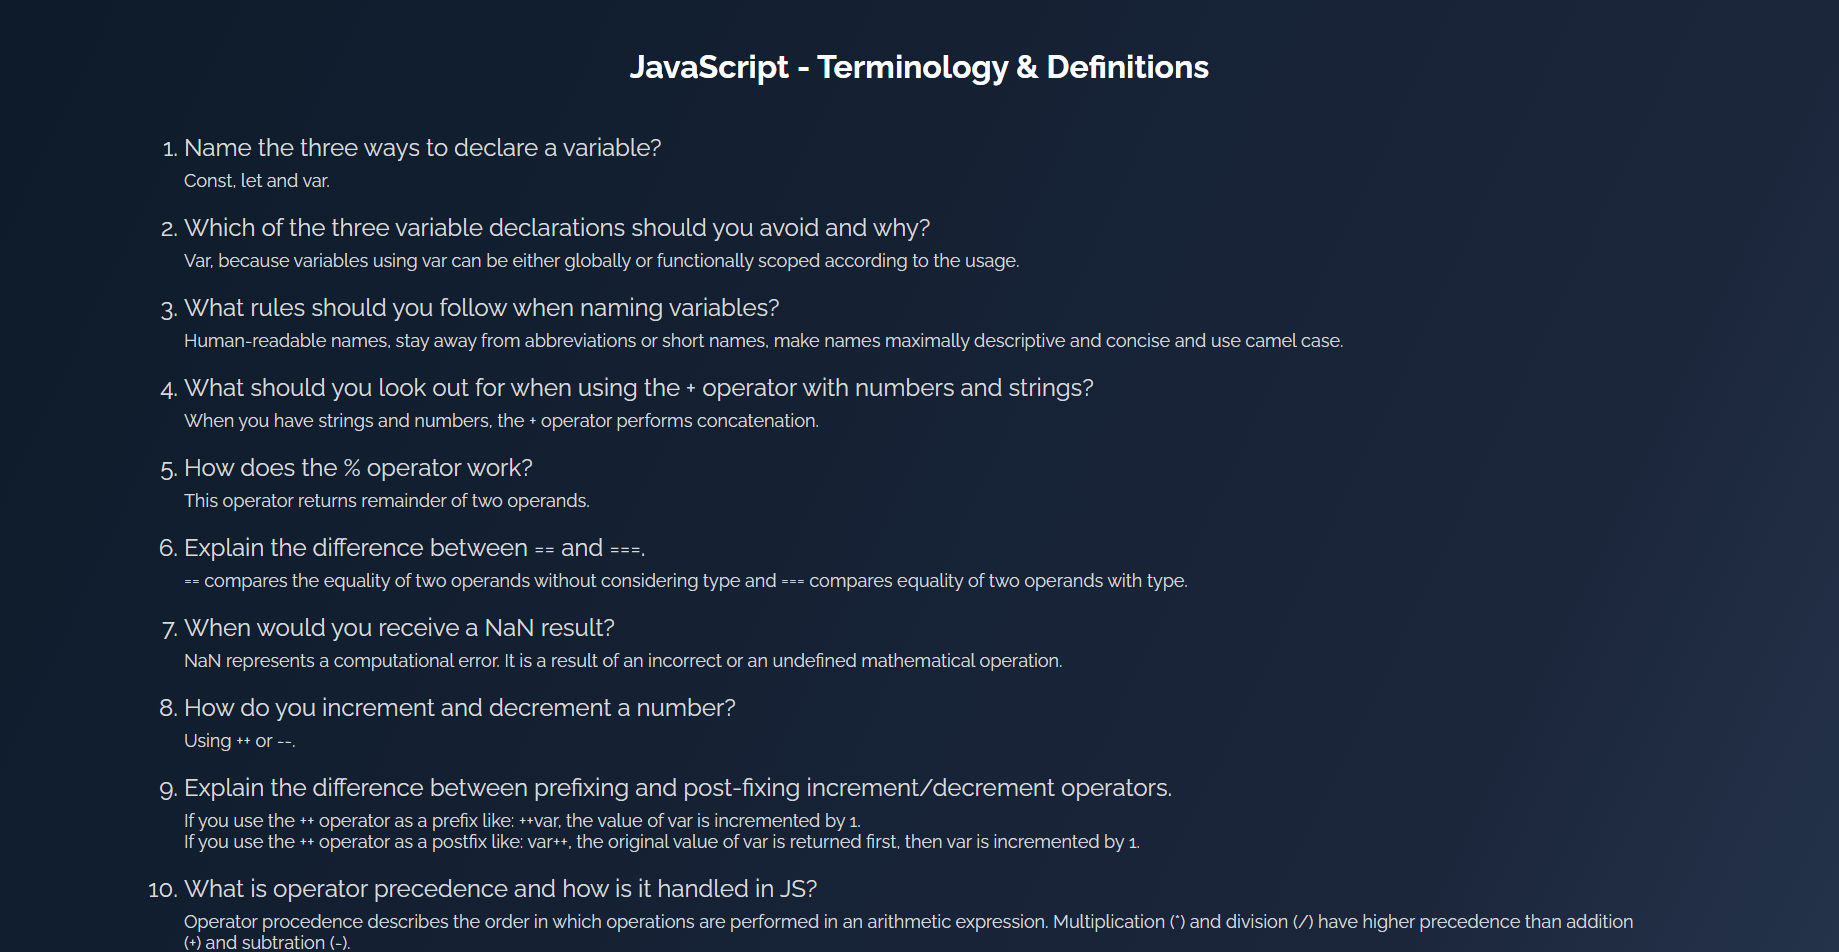 JavaScript - Terminology & Definitions
1. Name the three ways to declare a variable?
Const, let and var.
2. Which of the three variable declarations should you avoid and why?
Var, because variables using var can be either globally or functionally scoped according to the usage.
3. What rules should you follow when naming variables?
Human-readable names, stay away from abbreviations or short names, make names maximally descriptive and concise and use camel case.
4. What should you look out for when using the + operator with numbers and strings?
When you have strings and numbers, the + operator performs concatenation.
5. How does the % operator work?
This operator returns remainder of two operands.
6. Explain the difference between == and ===.
== compares the equality of two operands without considering type and === compares equality of two operands with type.
7. When would you receive a NaN result?
NaN represents a computational error. It is a result of an incorrect or an undefined mathematical operation.
8. How do you increment and decrement a number?
Using ++ or --.
9. Explain the difference between prefixing and post-fixing increment/decrement operators.
If you use the ++ operator as a prefix like: ++var, the value of var is incremented by 1.
If you use the ++ operator as a postfix like: var++, the original value of var is returned first, then var is incremented by 1.
10. What is operator precedence and how is it handled in JS?
Operator procedence describes the order in which operations are performed in an arithmetic expression. Multiplication (*) and division (/) have higher precedence than addition
(+) and subtration (-).